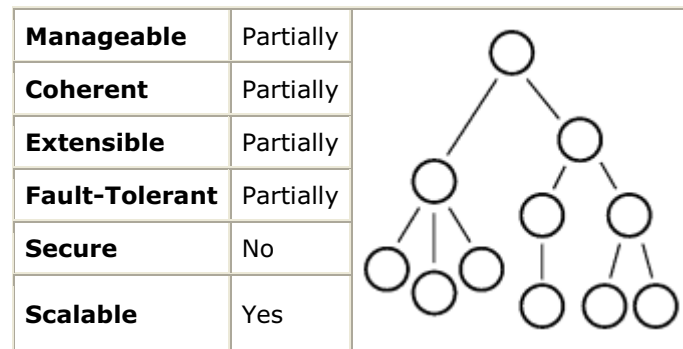 Manageable Partially
Coherent Partially
Extensible Partially
Fault-Tolerant Partially
Secure No
Scalable Yes